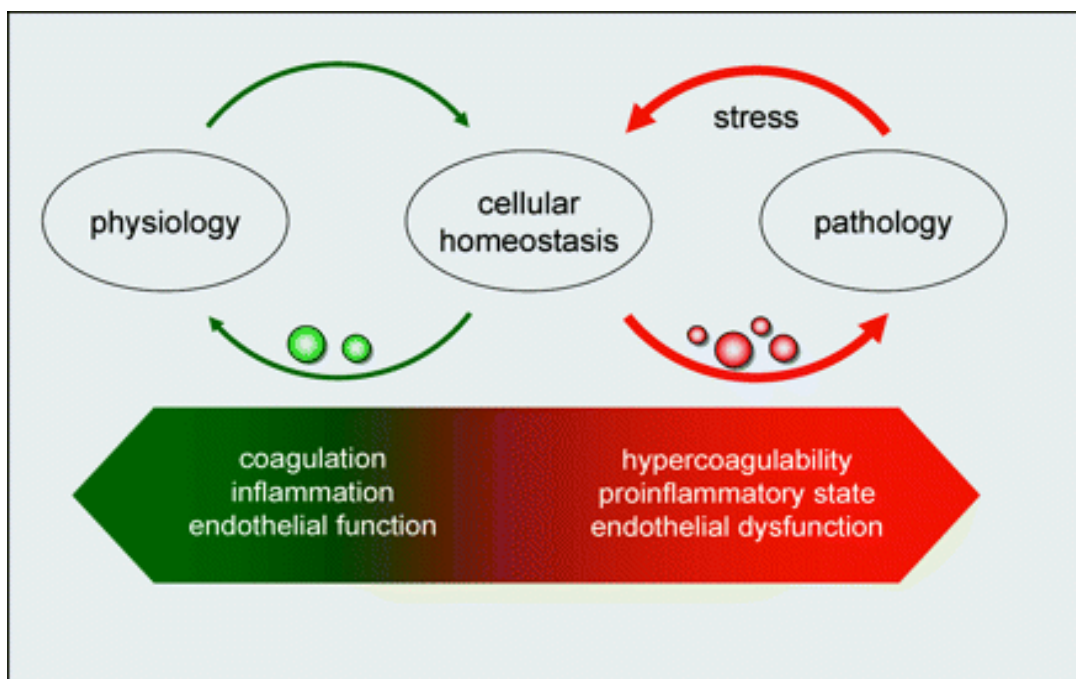 stress
physiology
cellular
homeostasis
pathology
coagulation
inflammation
endothelial function
hypercoagulability
proinflammatory state
endothelial dysfunction